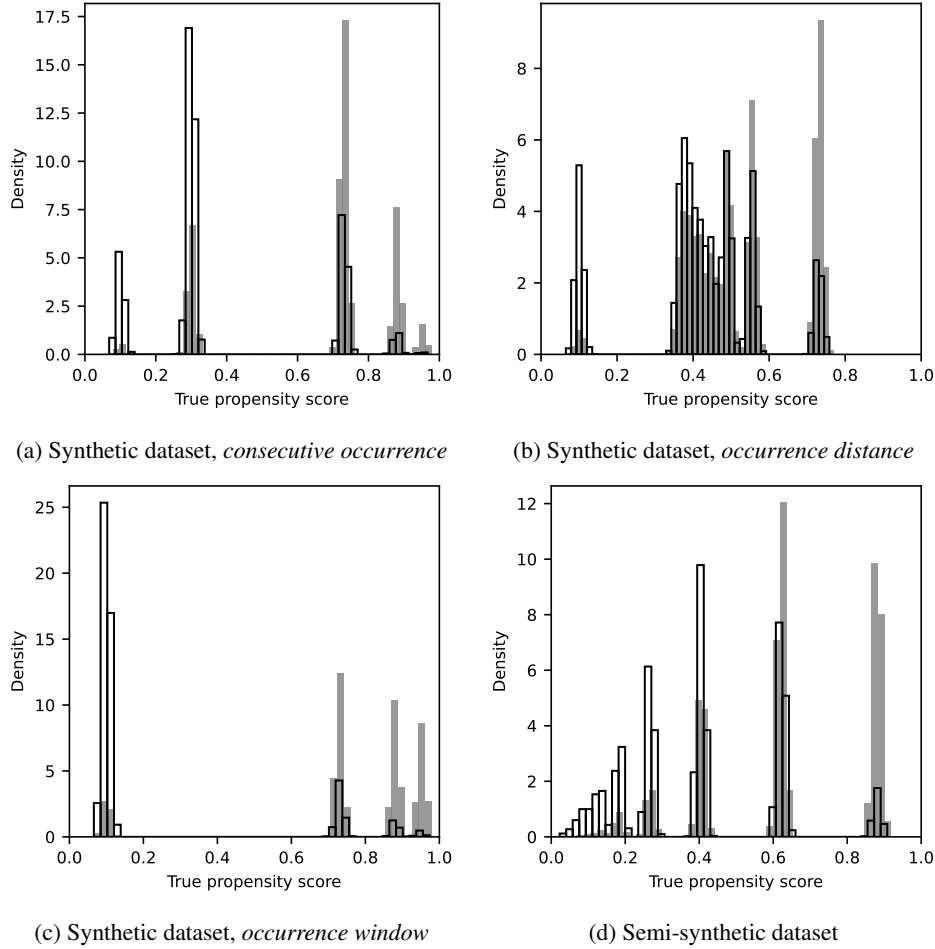 17.5
15.0
12.5
10.0
7.5
5.0
2.5
0.0
Density
0.0 0.2 0.4 0.6 0.8 1.0
True propensity score
(a) Synthetic dataset, consecutive occurrence
8
6
4
2
0
Density
0.0 0.2 0.4 0.6 0.8 1.0
True propensity score
(b) Synthetic dataset, occurrence distance
25
20
15
10
5
0
Density
0.0 0.2 0.4 0.6 0.8 1.0
True propensity score
(c) Synthetic dataset, occurrence window
12
10
8
6
4
2
0
Density
0.0 0.2 0.4 0.6 0.8 1.0
True propensity score
(d) Semi-synthetic dataset